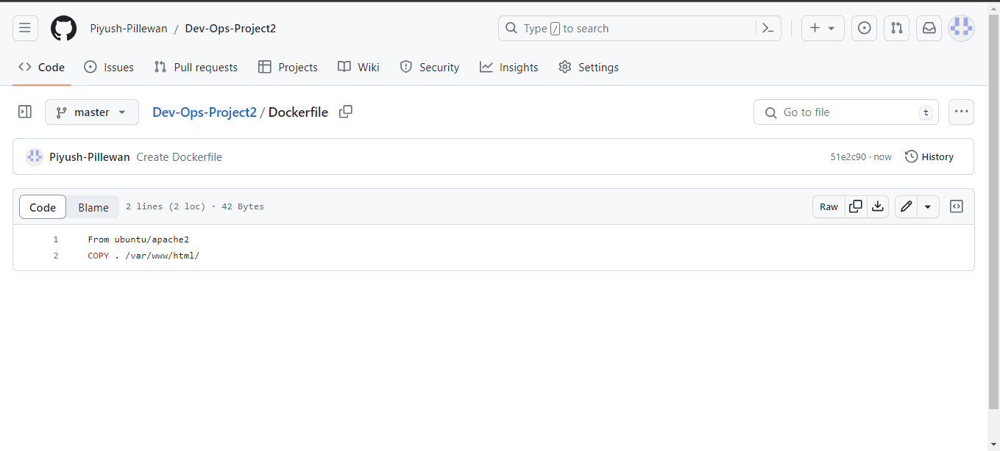 Piyush-Pillewan / Dev-Ops-Project2
Type / to search
Code Issues Pull requests Projects Wiki Security Insights Settings
master
Dev-Ops-Project2 / Dockerfile
Go to file t
Piyush-Pillewan Create Dockerfile
51e2c90 · now
History
Code Blame 2 lines (2 loc) · 42 Bytes
Raw
1 From ubuntu/apache2
2 COPY . /var/www/html/